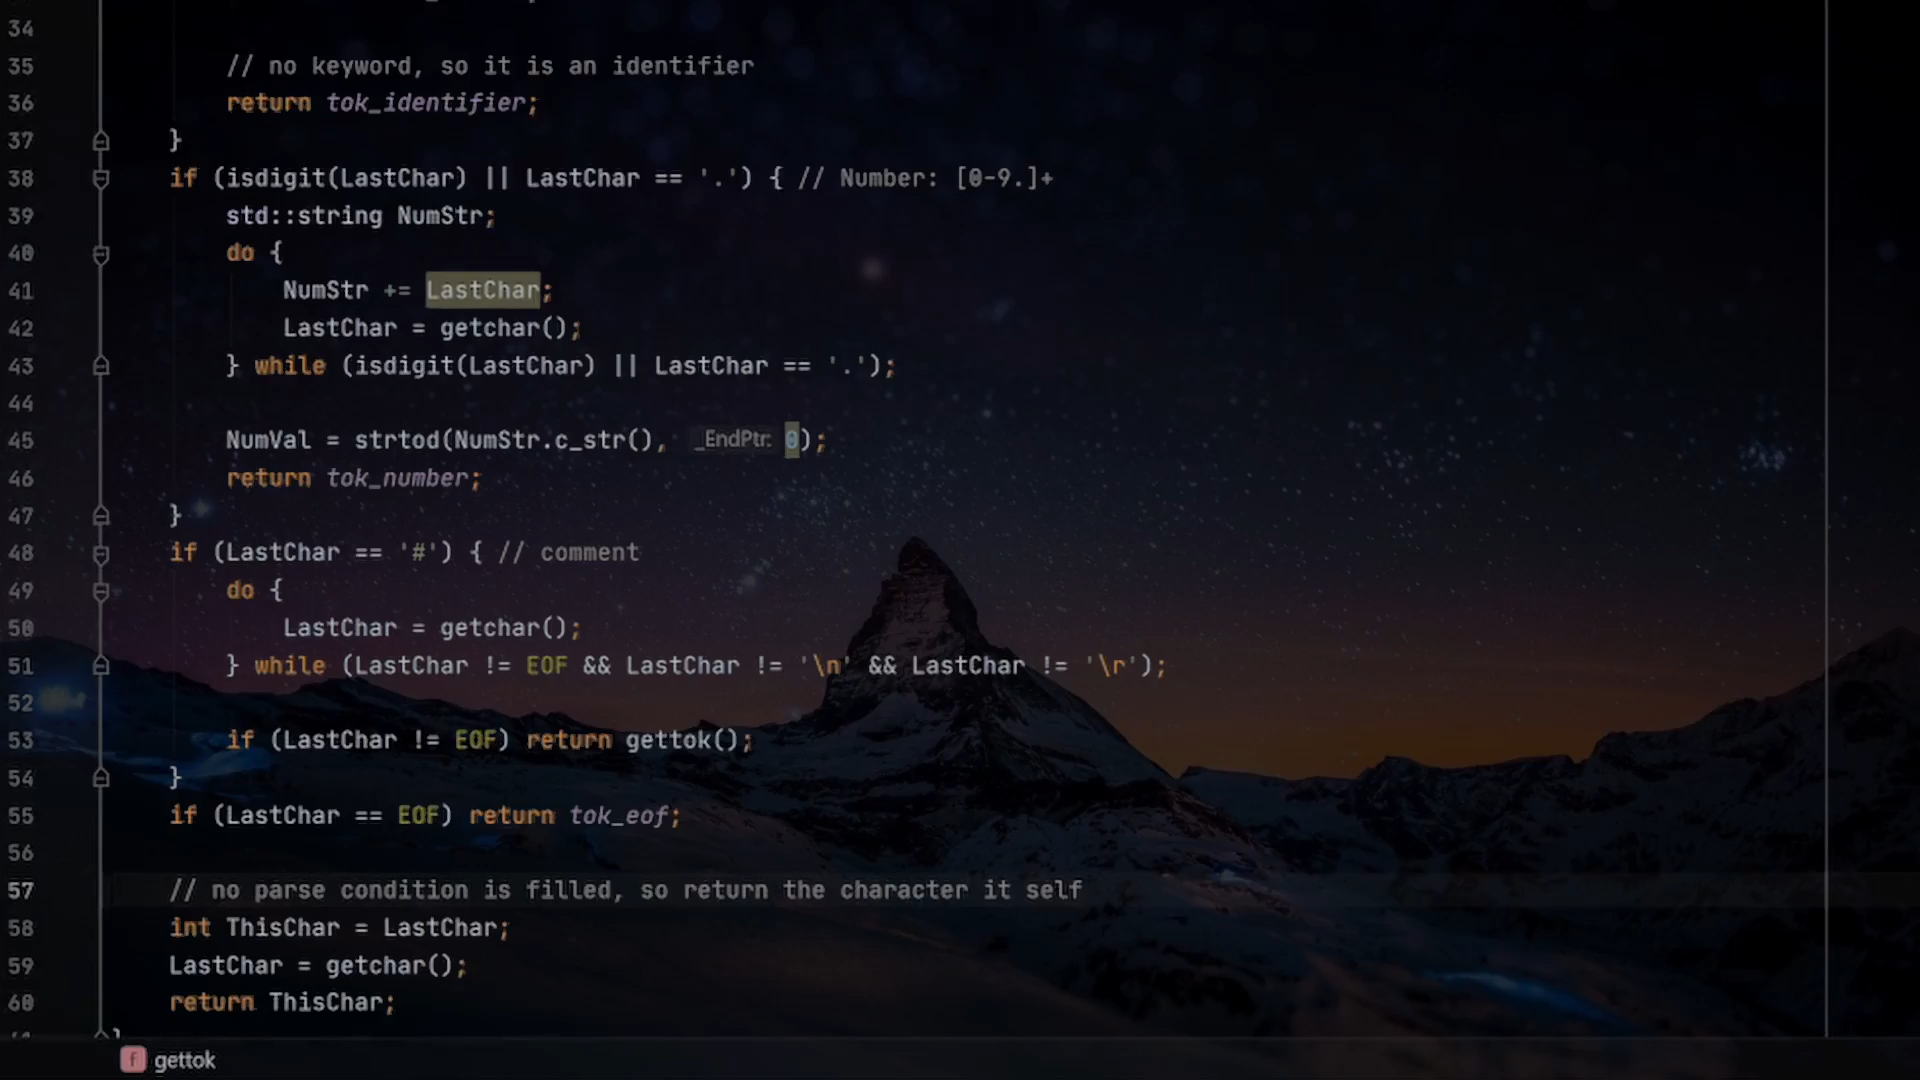 34
35 // no keyword, so it is an identifier
36 return tok_identifier;
37 }
38 if (isdigit(LastChar) || LastChar == '.') { // Number: [0-9.]+
39 std::string NumStr;
40 do {
41 NumStr += LastChar;
42 LastChar = getchar();
43 } while (isdigit(LastChar) || LastChar == '.');
44
45 NumVal = strtod(NumStr.c_str(), _EndPtr: 0);
46 return tok_number;
47 }
48 if (LastChar == '#') { // comment
49 do {
50 LastChar = getchar();
51 } while (LastChar != EOF && LastChar != '\n' && LastChar != '\r');
52
53 if (LastChar != EOF) return gettok();
54 }
55 if (LastChar == EOF) return tok_eof;
56
57 // no parse condition is filled, so return the character it self
58 int ThisChar = LastChar;
59 LastChar = getchar();
60 return ThisChar;
f gettok